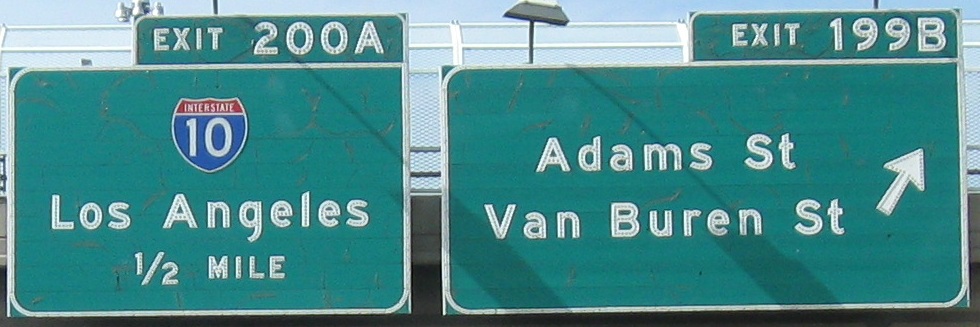 EXIT 200A
INTERSTATE
10
Los Angeles
1/2 MILE
EXIT 199B
Adams St
Van Buren St